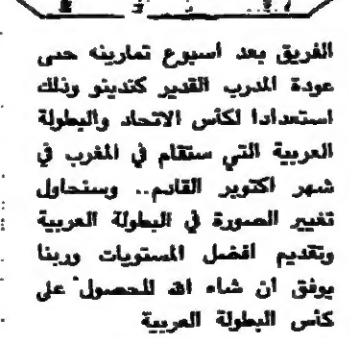 الفريق بعد اسبوع تمارينه حتى
عودة المدرب القدير كندينو وذلك
استعدادا لكأس الاتحاد والبطولة
العربية التي ستقام في المغرب في
شهر اكتوبر القادم.. وسنحاول
تغيير الصورة في البطولة العربية
وتقديم افضل المستويات وربنا
يوفق ان شاء الله للحصول على
كأس البطولة العربية